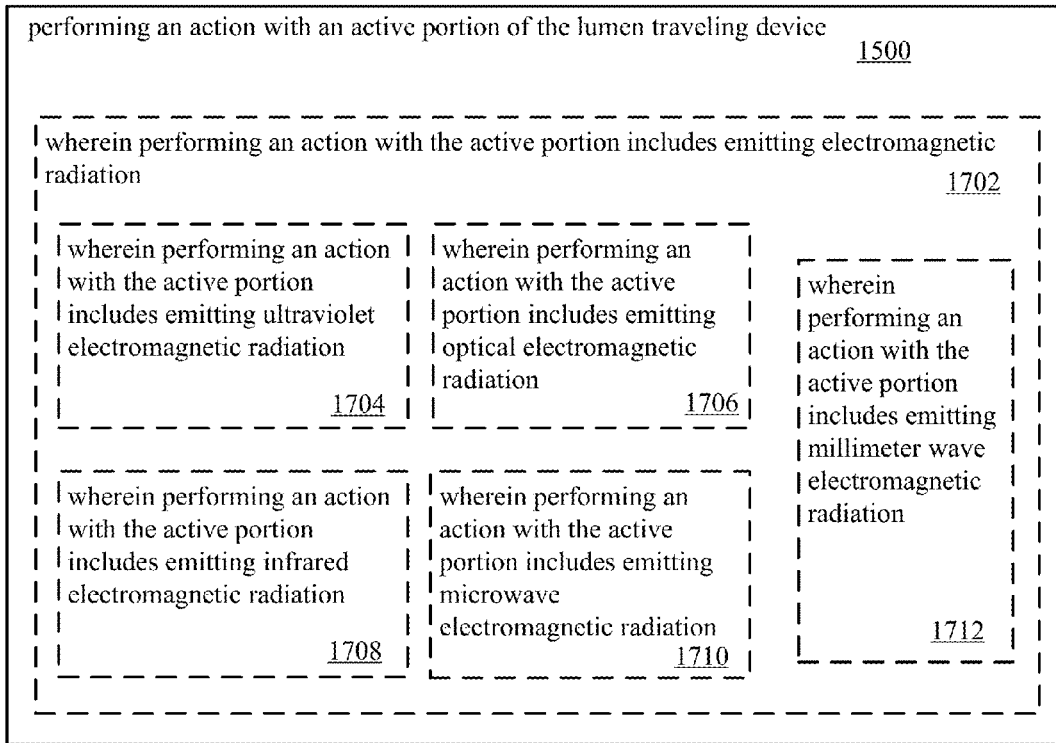 performing an action with an active portion of the lumen traveling device
1500
wherein performing an action with the active portion includes emitting electromagnetic
radiation
1702
wherein performing an action
with the active portion
includes emitting ultraviolet
electromagnetic radiation
1704
wherein performing an
action with the active
portion includes emitting
optical electromagnetic
radiation
1706
wherein performing an action
with the active portion
includes emitting infrared
electromagnetic radiation
1708
wherein performing an
action with the active
portion includes emitting
microwave
electromagnetic radiation
1710
wherein
performing an
action with the
active portion
includes emitting
millimeter wave
electromagnetic
radiation
1712